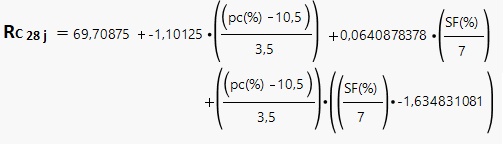 Rc 28 j = 69,70875 + -1,10125 • ((pc(%) - 10,5) / 3,5) + 0,0640878378 • (SF(%) / 7)
+ ((pc(%) - 10,5) / 3,5) • ((SF(%) / 7) • -1,634831081)